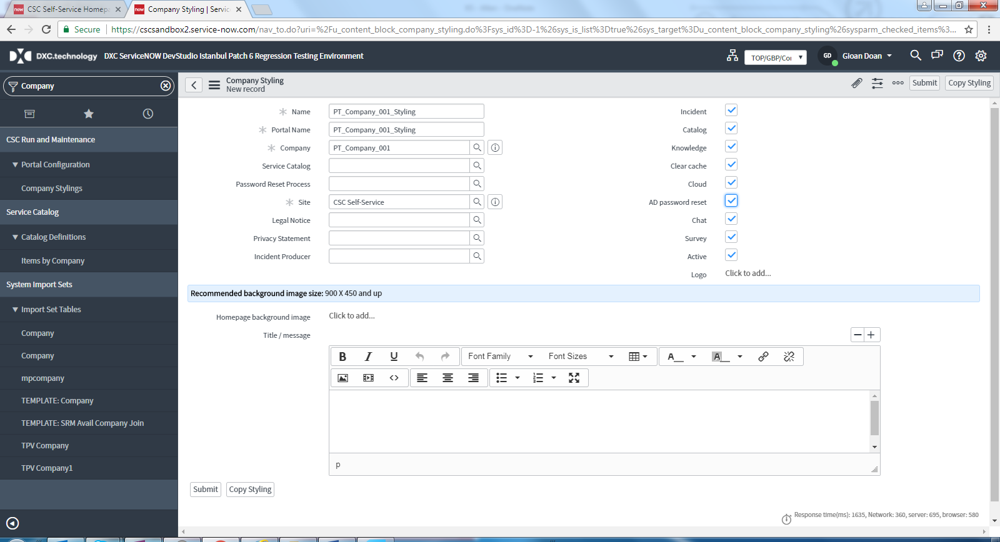 now CSC Self-Service Homepa
now Company Styling | Servic
Secure https://cscsandbox2.service-now.com/nav_to.do?uri=%2Fu_content_block_company_styling.do%3Fsys_id%3D-1%26sys_is_list%3Dtrue%26sys_target%3Du_content_block_company_styling%26sysparm_checked_items%3...
DXC.technology DXC ServiceNOW DevStudio Istanbul Patch 6 Regression Testing Environment
TOP/GBP/Coi
GD Gioan Doan
Company
CSC Run and Maintenance
Portal Configuration
Company Stylings
Service Catalog
Catalog Definitions
Items by Company
System Import Sets
Import Set Tables
Company
Company
mpcompany
TEMPLATE: Company
TEMPLATE: SRM Avail Company Join
TPV Company
TPV Company1
Company Styling
New record
Submit
Copy Styling
Name PT_Company_001_Styling
Portal Name PT_Company_001_Styling
Company PT_Company_001
Service Catalog
Password Reset Process
Site CSC Self-Service
Legal Notice
Privacy Statement
Incident Producer
Incident
Catalog
Knowledge
Clear cache
Cloud
AD password reset
Chat
Survey
Active
Logo Click to add...
Recommended background image size: 900 X 450 and up
Homepage background image Click to add...
Title / message
B I U Font Family Font Sizes A A
p
Submit
Copy Styling
Response time(ms): 1635, Network: 360, server: 695, browser: 580